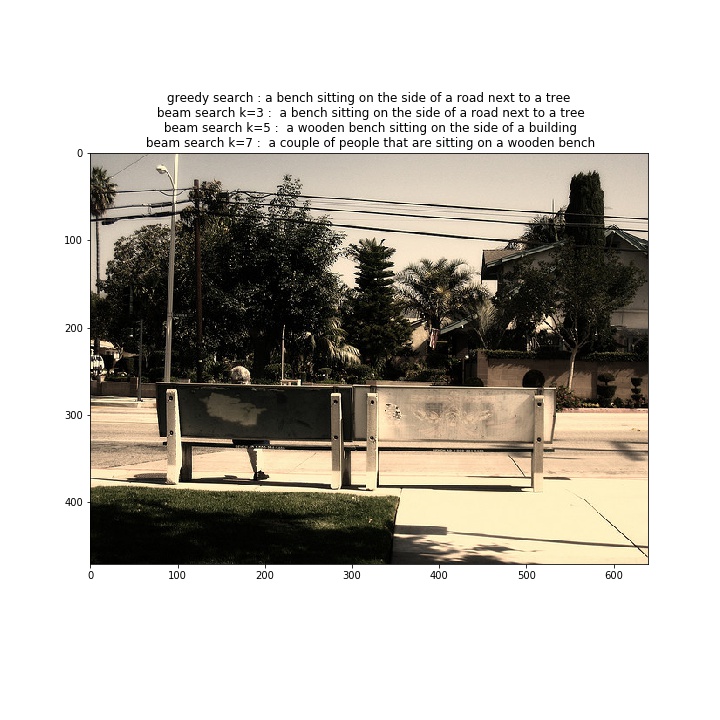 greedy search : a bench sitting on the side of a road next to a tree
beam search k=3 :  a bench sitting on the side of a road next to a tree
beam search k=5 :  a wooden bench sitting on the side of a building
beam search k=7 :  a couple of people that are sitting on a wooden bench
0
100
200
300
400
0 100 200 300 400 500 600